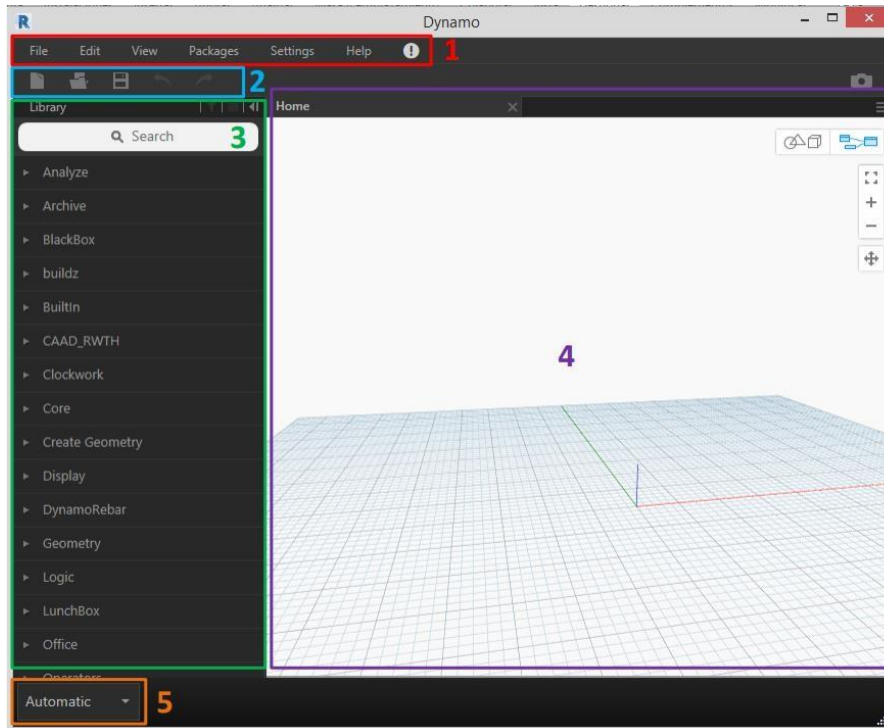 R Dynamo
File Edit View Packages Settings Help 1
2
Library
Home
Search 3
Analyze
Archive
BlackBox
buildz
BuiltIn
CAAD_RWTH
Clockwork
Core
Create Geometry
Display
DynamoRebar
Geometry
Logic
LunchBox
Office
Operators
4
Automatic 5